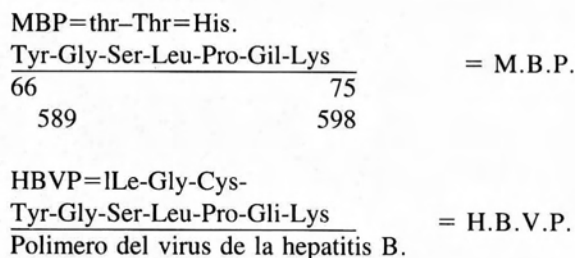 MBP=thr–Thr=His.
Tyr-Gly-Ser-Leu-Pro-Gil-Lys = M.B.P.
66 75
589 598
HBVP=lLe-Gly-Cys-
Tyr-Gly-Ser-Leu-Pro-Gli-Lys = H.B.V.P.
Polimero del virus de la hepatitis B.